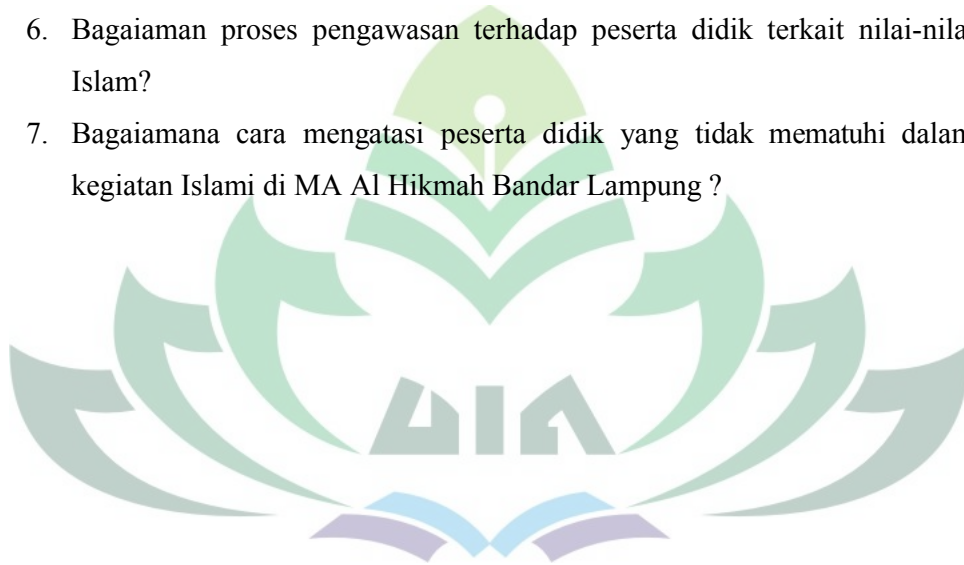 6. Bagaiaman proses pengawasan terhadap peserta didik terkait nilai-nila
Islam?
7. Bagaiamana cara mengatasi peserta didik yang tidak mematuhi dalan
kegiatan Islami di MA Al Hikmah Bandar Lampung ?
UIN